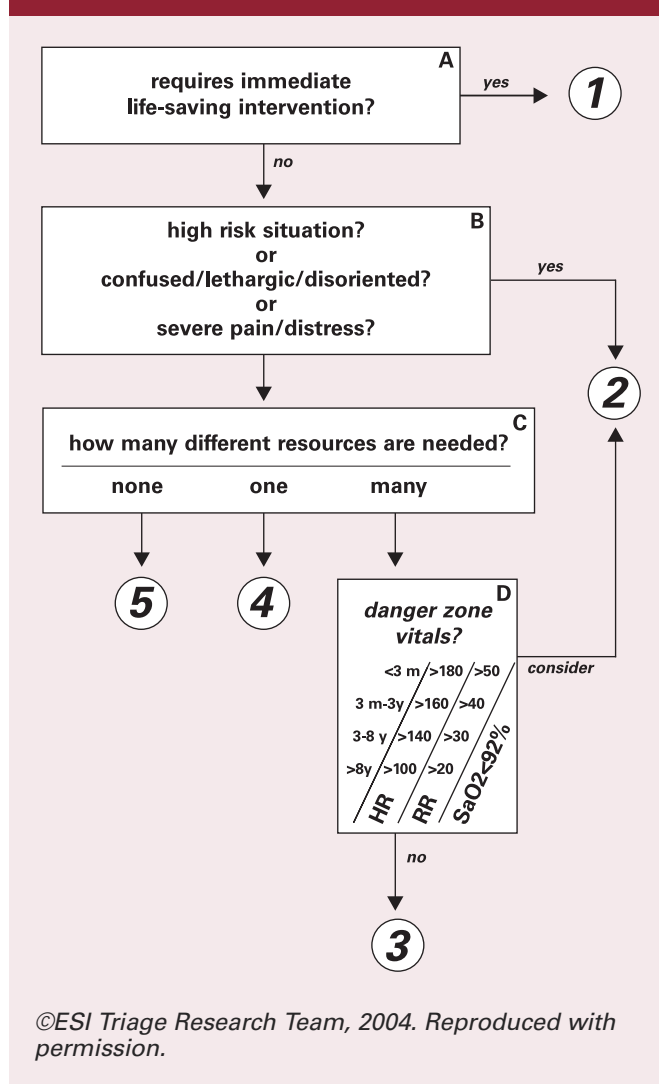 A
requires immediate
life-saving intervention?
yes
1
no
B
high risk situation?
or
confused/lethargic/disoriented?
or
severe pain/distress?
yes
2
C
how many different resources are needed?
none one many
5
4
D
danger zone
vitals?
<3 m >180 >50
3 m-3y >160 >40
3-8 y >140 >30
>8y >100 >20
HR RR SaO2<92%
consider
no
3
©ESI Triage Research Team, 2004. Reproduced with
permission.